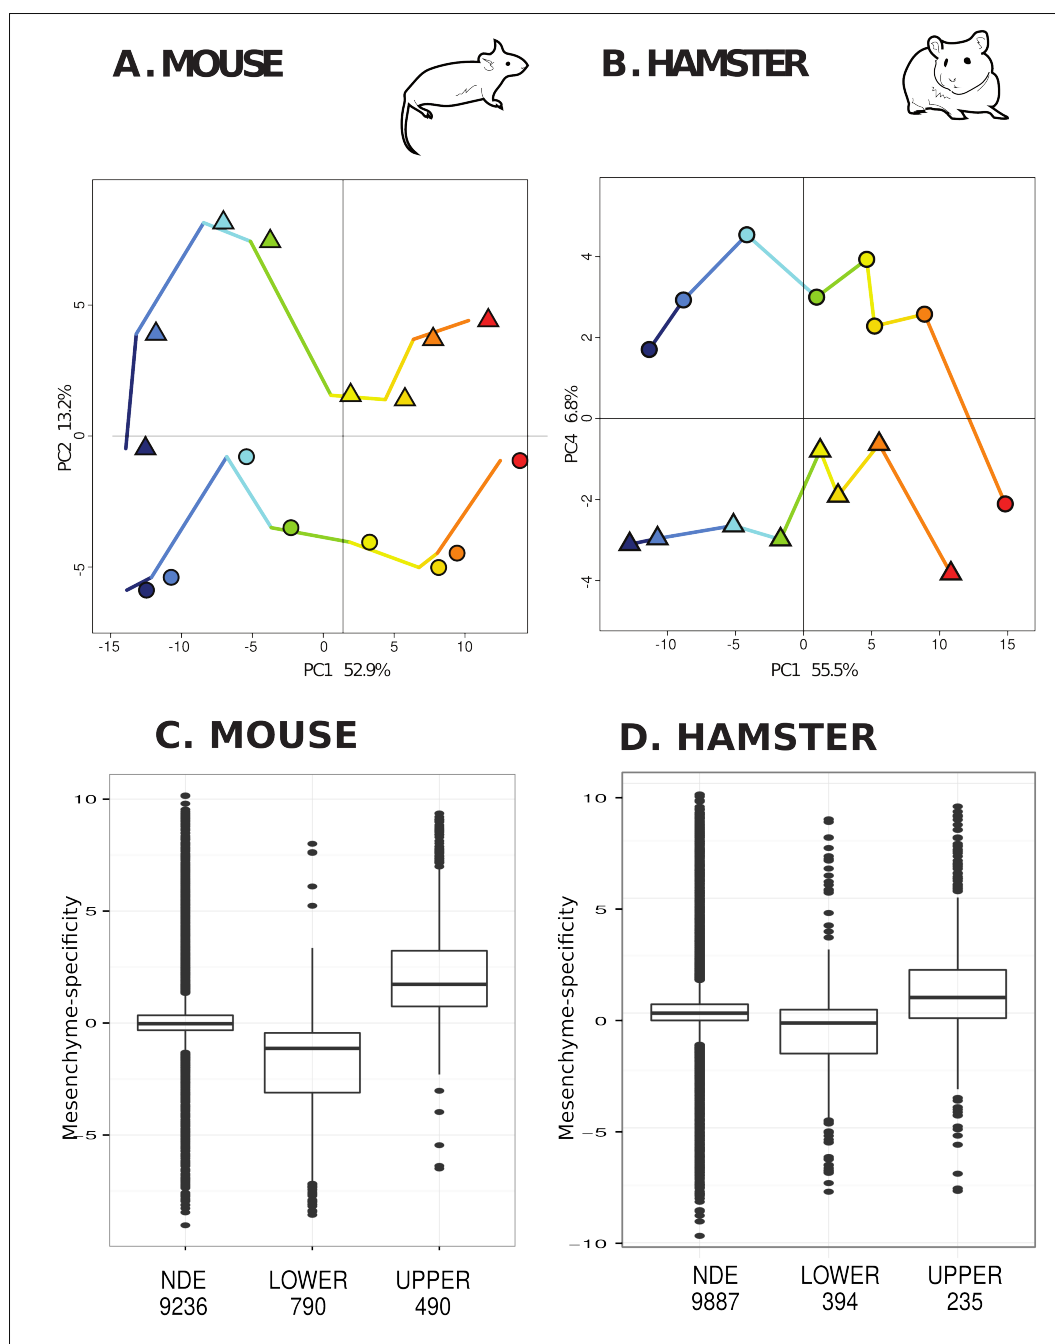 A. MOUSE
B. HAMSTER
PC2 13.2%
5
0
-5
-15 -10 -5 0 5 10
PC1 52.9%
PC4 6.8%
4
2
0
-2
-4
-10 -5 0 5 10 15
PC1 55.5%
C. MOUSE
D. HAMSTER
Mesenchyme-specificity
10
5
0
-5
NDE LOWER UPPER
9236 790 490
Mesenchyme-specificity
10
5
0
-5
-10
NDE LOWER UPPER
9887 394 235